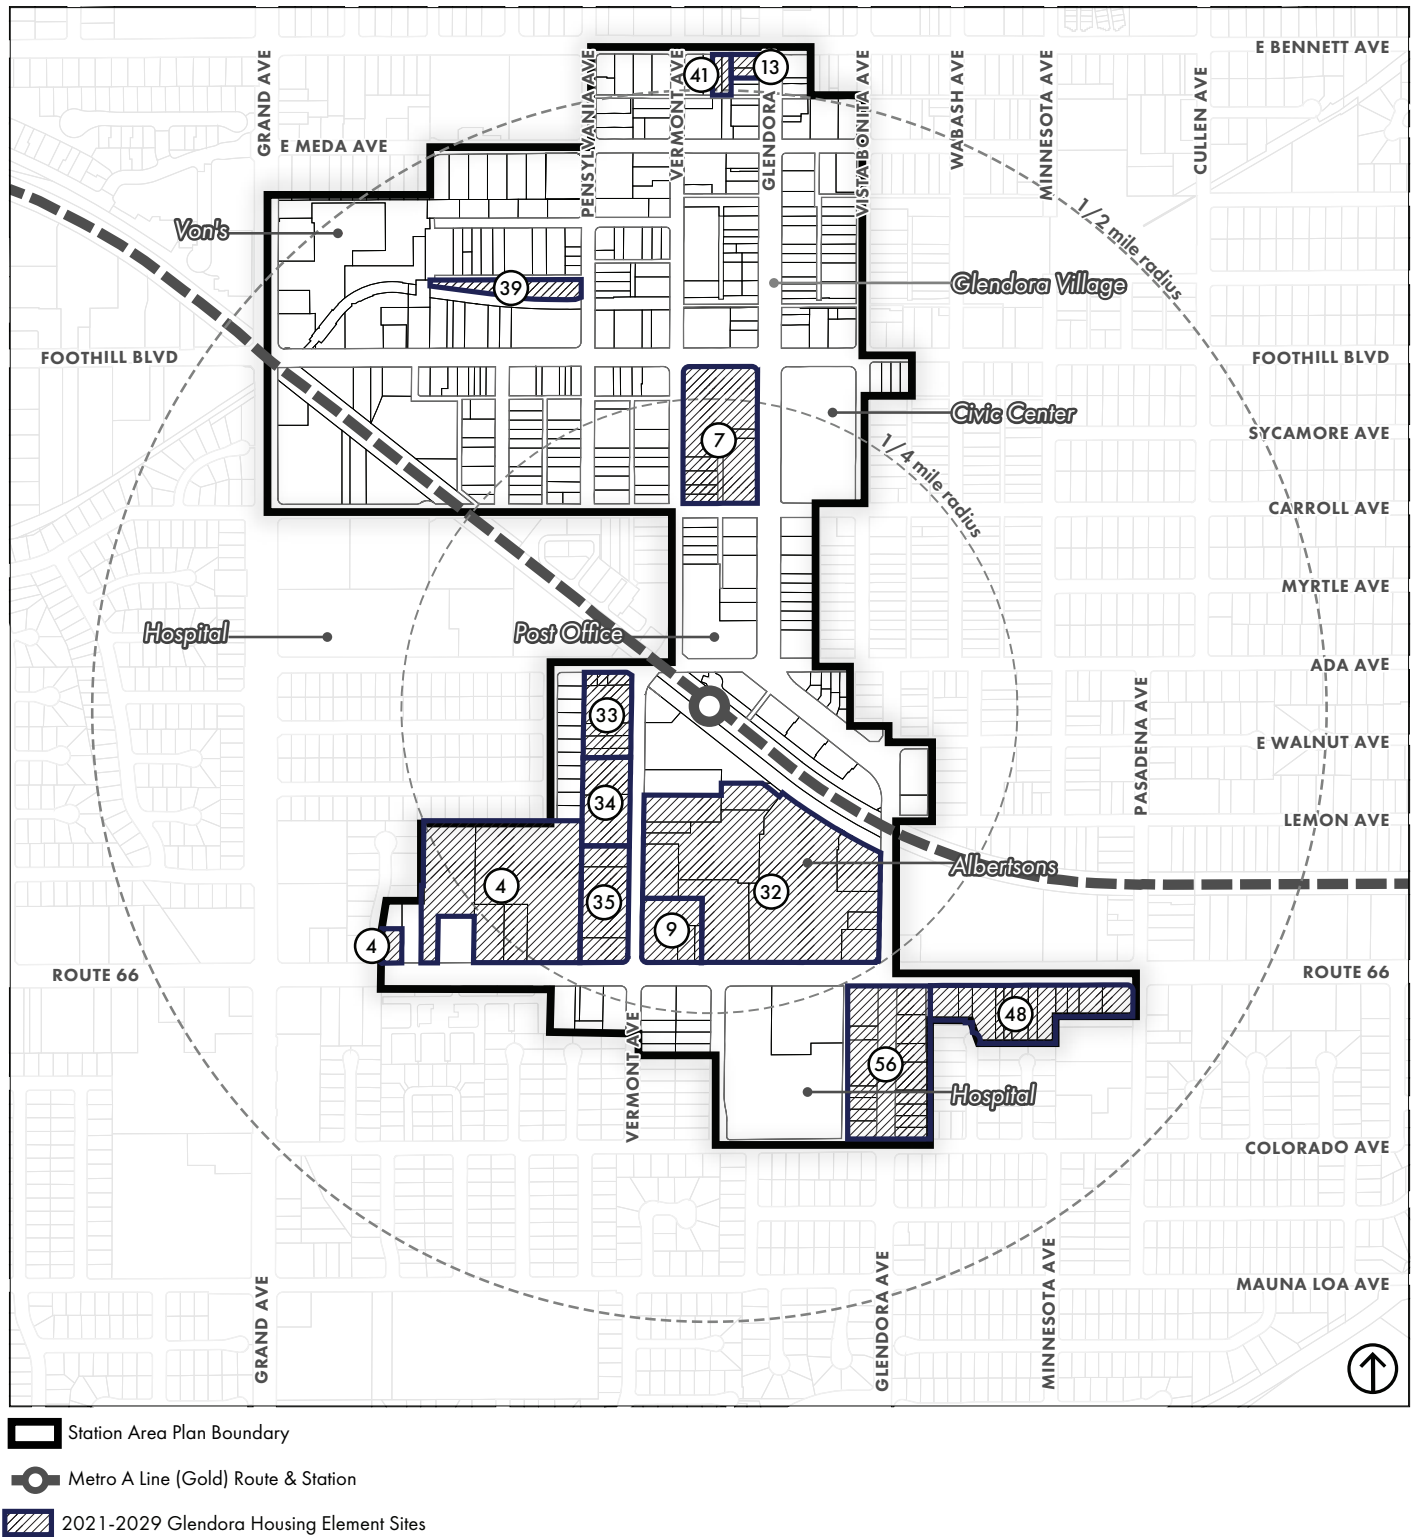 E BENNETT AVE
GRAND AVE
PENSYLVANIA AVE
VERMONT AVE
41
13
GLENDORA
VISTA BONITA AVE
WABASH AVE
MINNESOTA AVE
CULLEN AVE
E MEDA AVE
1/2 mile radius
Von's
39
Glendora Village
FOOTHILL BLVD
FOOTHILL BLVD
Civic Center
7
SYCAMORE AVE
1/4 mile radius
CARROLL AVE
MYRTLE AVE
Hospital
Post Office
ADA AVE
33
PASADENA AVE
E WALNUT AVE
34
LEMON AVE
Albertsons
4
35
32
9
4
ROUTE 66
ROUTE 66
48
VERMONT AVE
56
Hospital
COLORADO AVE
GRAND AVE
GLENDORA AVE
MINNESOTA AVE
MAUNA LOA AVE
Station Area Plan Boundary
Metro A Line (Gold) Route & Station
2021-2029 Glendora Housing Element Sites